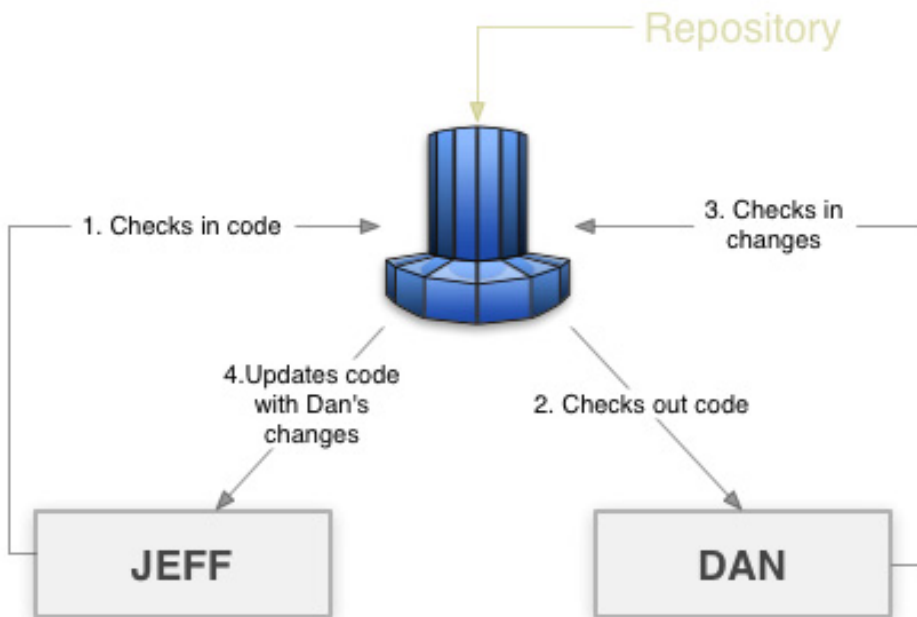 Repository
1. Checks in code
3. Checks in
changes
4.Updates code
with Dan's
changes
2. Checks out code
JEFF
DAN